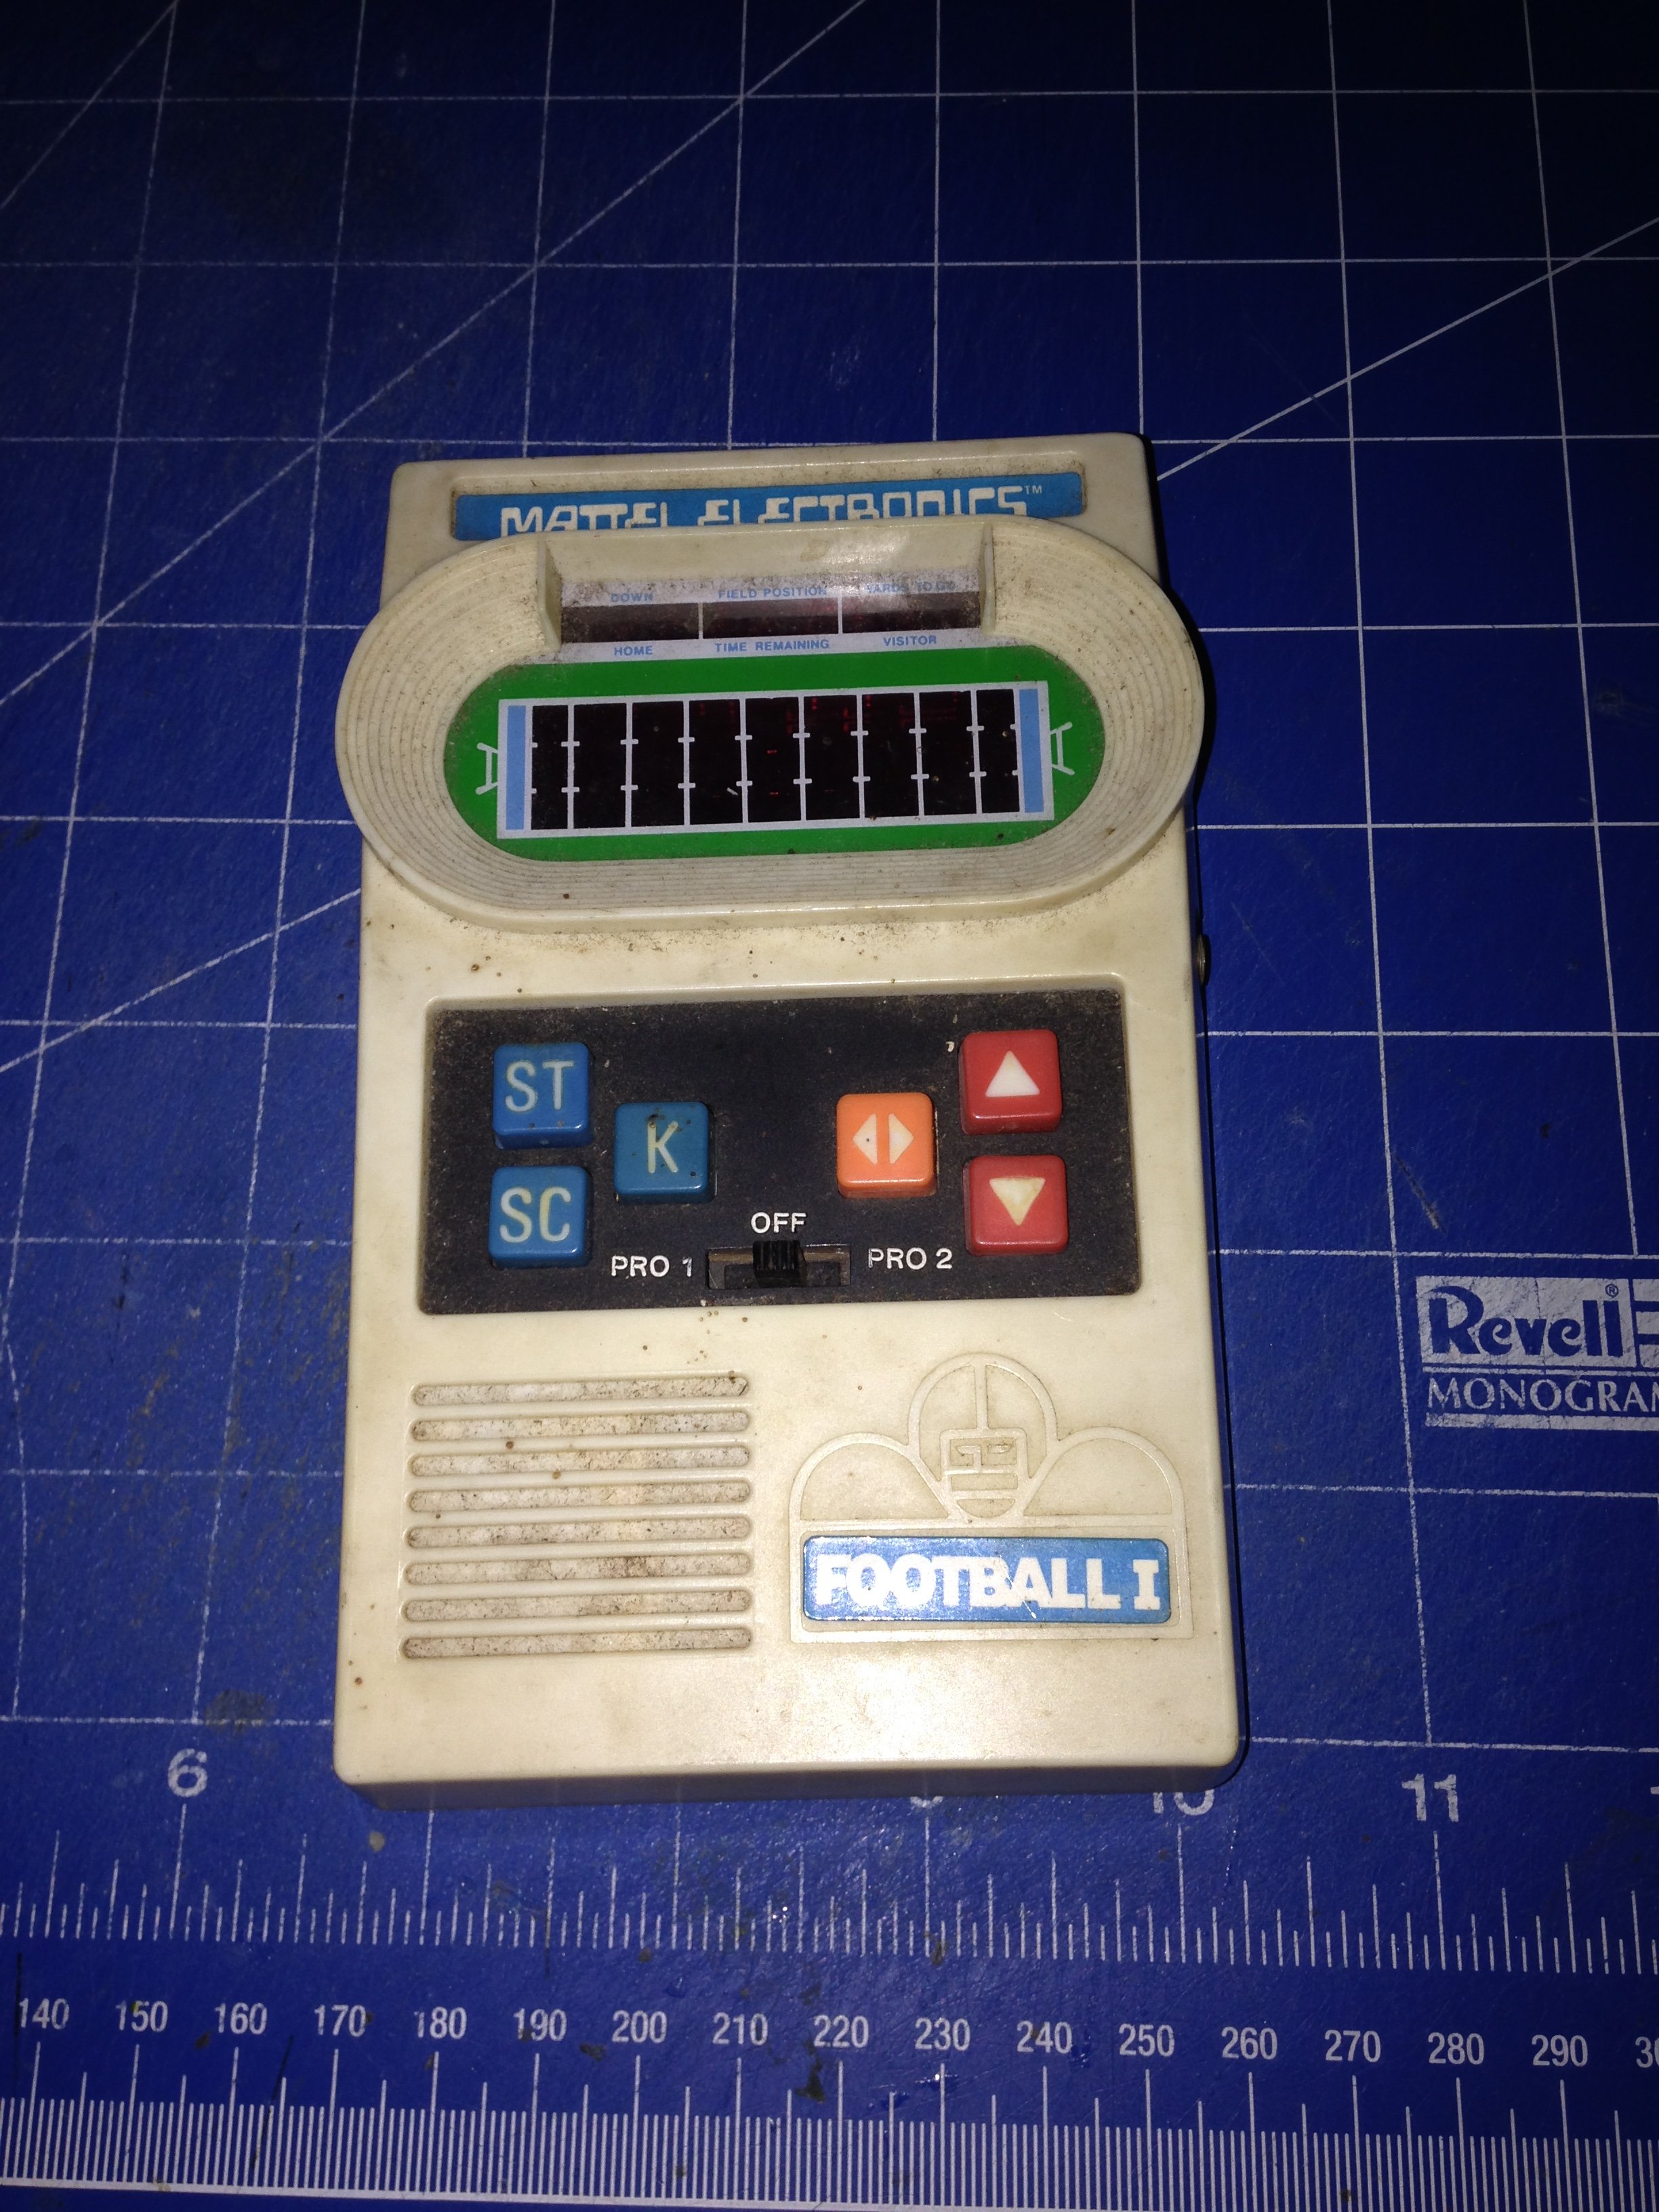 MATTEL ELECTRONICS™
DOWN FIELD POSITION YARDS TO GO
HOME TIME REMAINING VISITOR
ST
K
SC
OFF
PRO 1 PRO 2
Revell®
MONOGRAM
FOOTBALL I
6 9 10 11
140 150 160 170 180 190 200 210 220 230 240 250 260 270 280 290